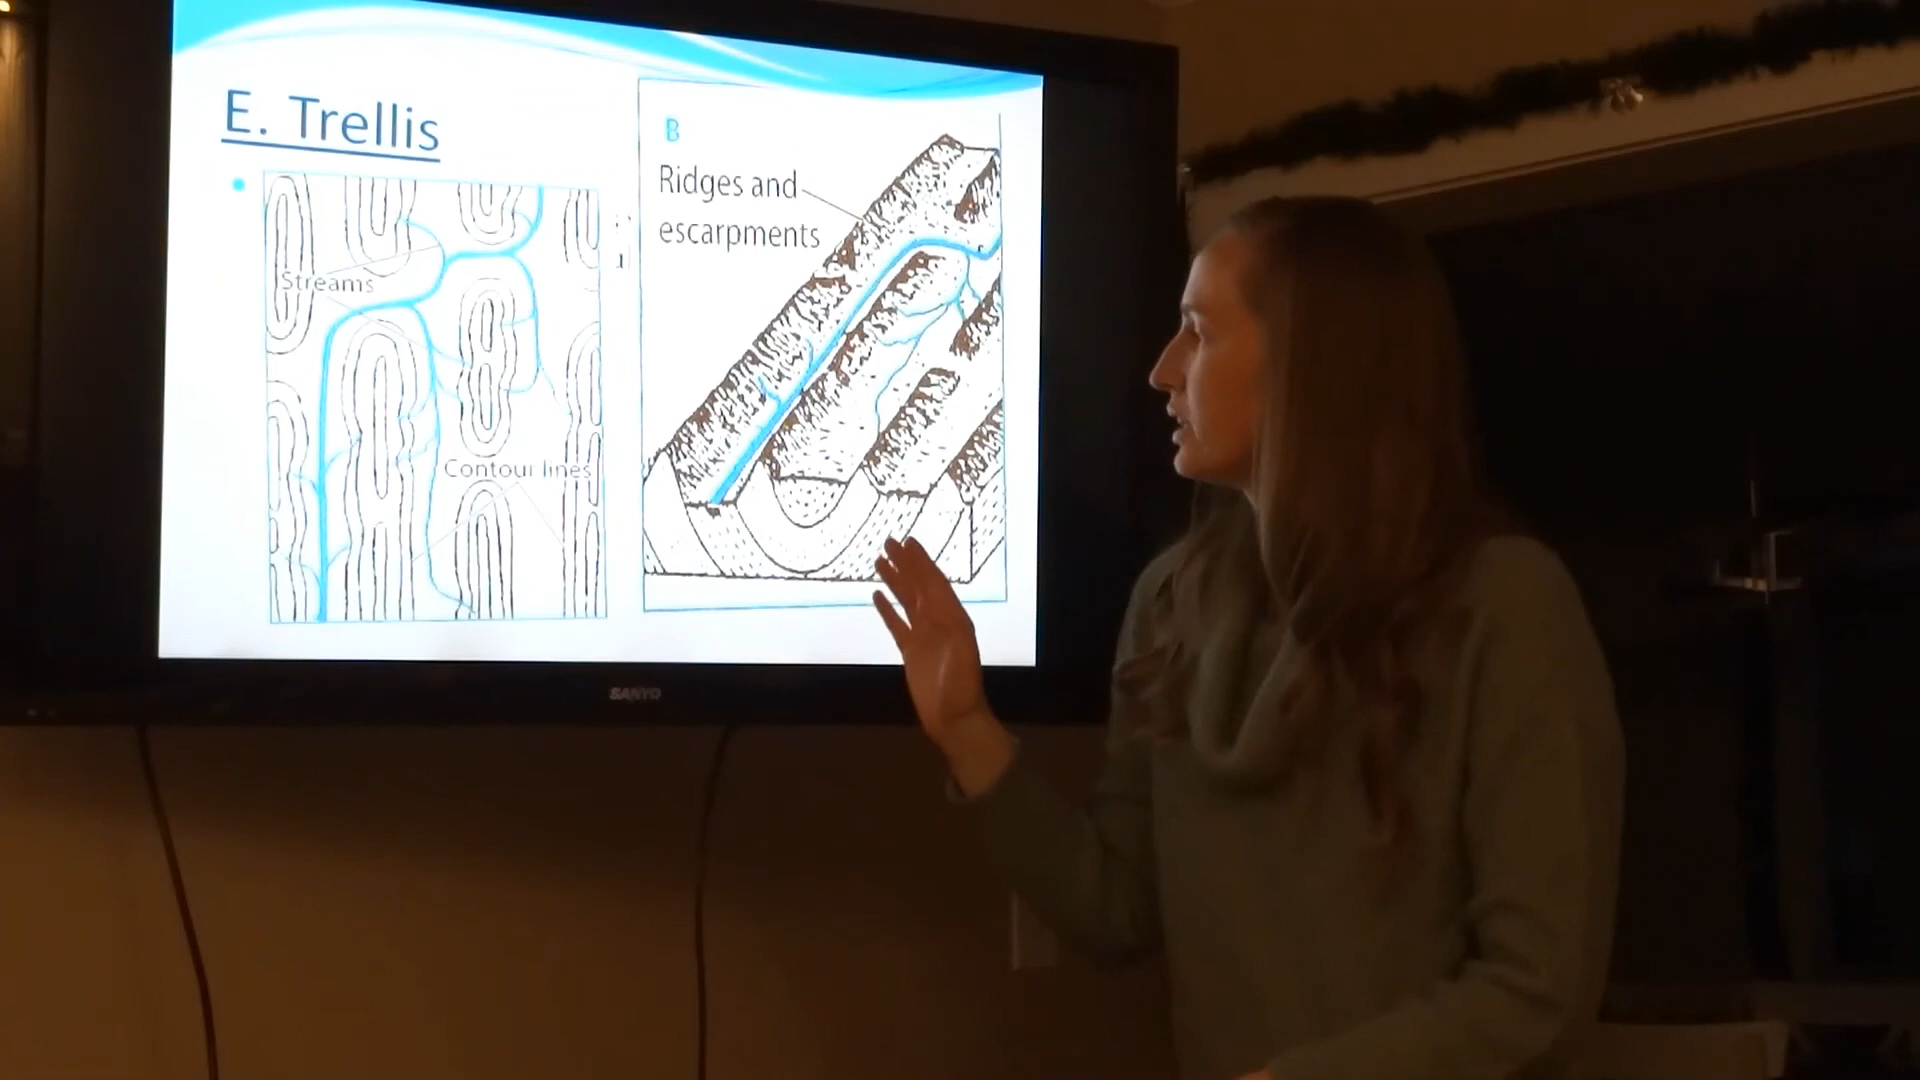 E. Trellis
Streams
Contour lines
B
Ridges and
escarpments
SANYO